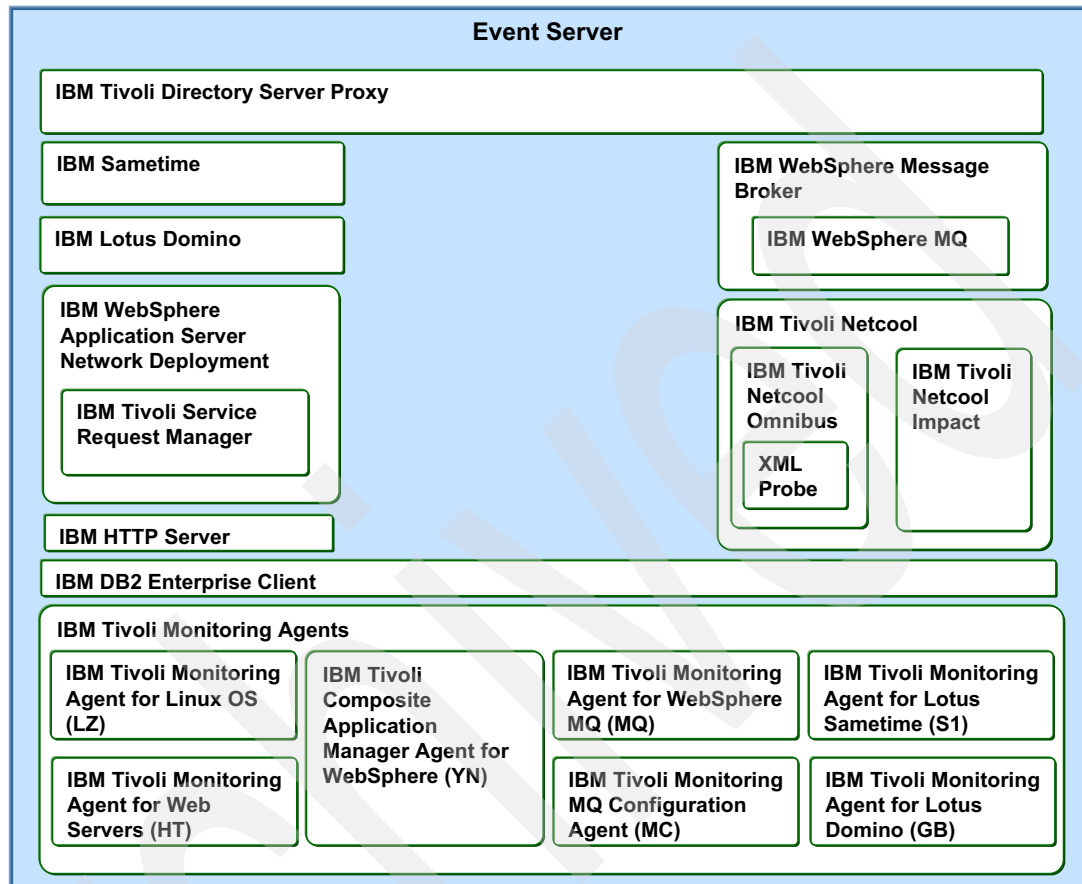 Event Server
IBM Tivoli Directory Server Proxy
IBM Sametime
IBM Lotus Domino
IBM WebSphere
Application Server
Network Deployment
IBM Tivoli Service
Request Manager
IBM HTTP Server
IBM WebSphere Message
Broker
IBM WebSphere MQ
IBM Tivoli Netcool
IBM Tivoli
Netcool
Omnibus
XML
Probe
IBM Tivoli
Netcool
Impact
IBM DB2 Enterprise Client
IBM Tivoli Monitoring Agents
IBM Tivoli Monitoring
Agent for Linux OS
(LZ)
IBM Tivoli Monitoring
Agent for Web
Servers (HT)
IBM Tivoli
Composite
Application
Manager Agent for
WebSphere (YN)
IBM Tivoli Monitoring
Agent for WebSphere
MQ (MQ)
IBM Tivoli Monitoring
MQ Configuration
Agent (MC)
IBM Tivoli Monitoring
Agent for Lotus
Sametime (S1)
IBM Tivoli Monitoring
Agent for Lotus
Domino (GB)